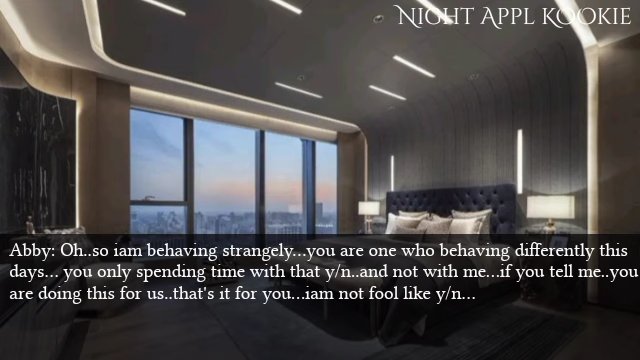 Night Appl Kookie
Abby: Oh..so iam behaving strangely...you are one who behaving differently this
days... you only spending time with that y/n..and not with me...if you tell me..you
are doing this for us..that's it for you...iam not fool like y/n...